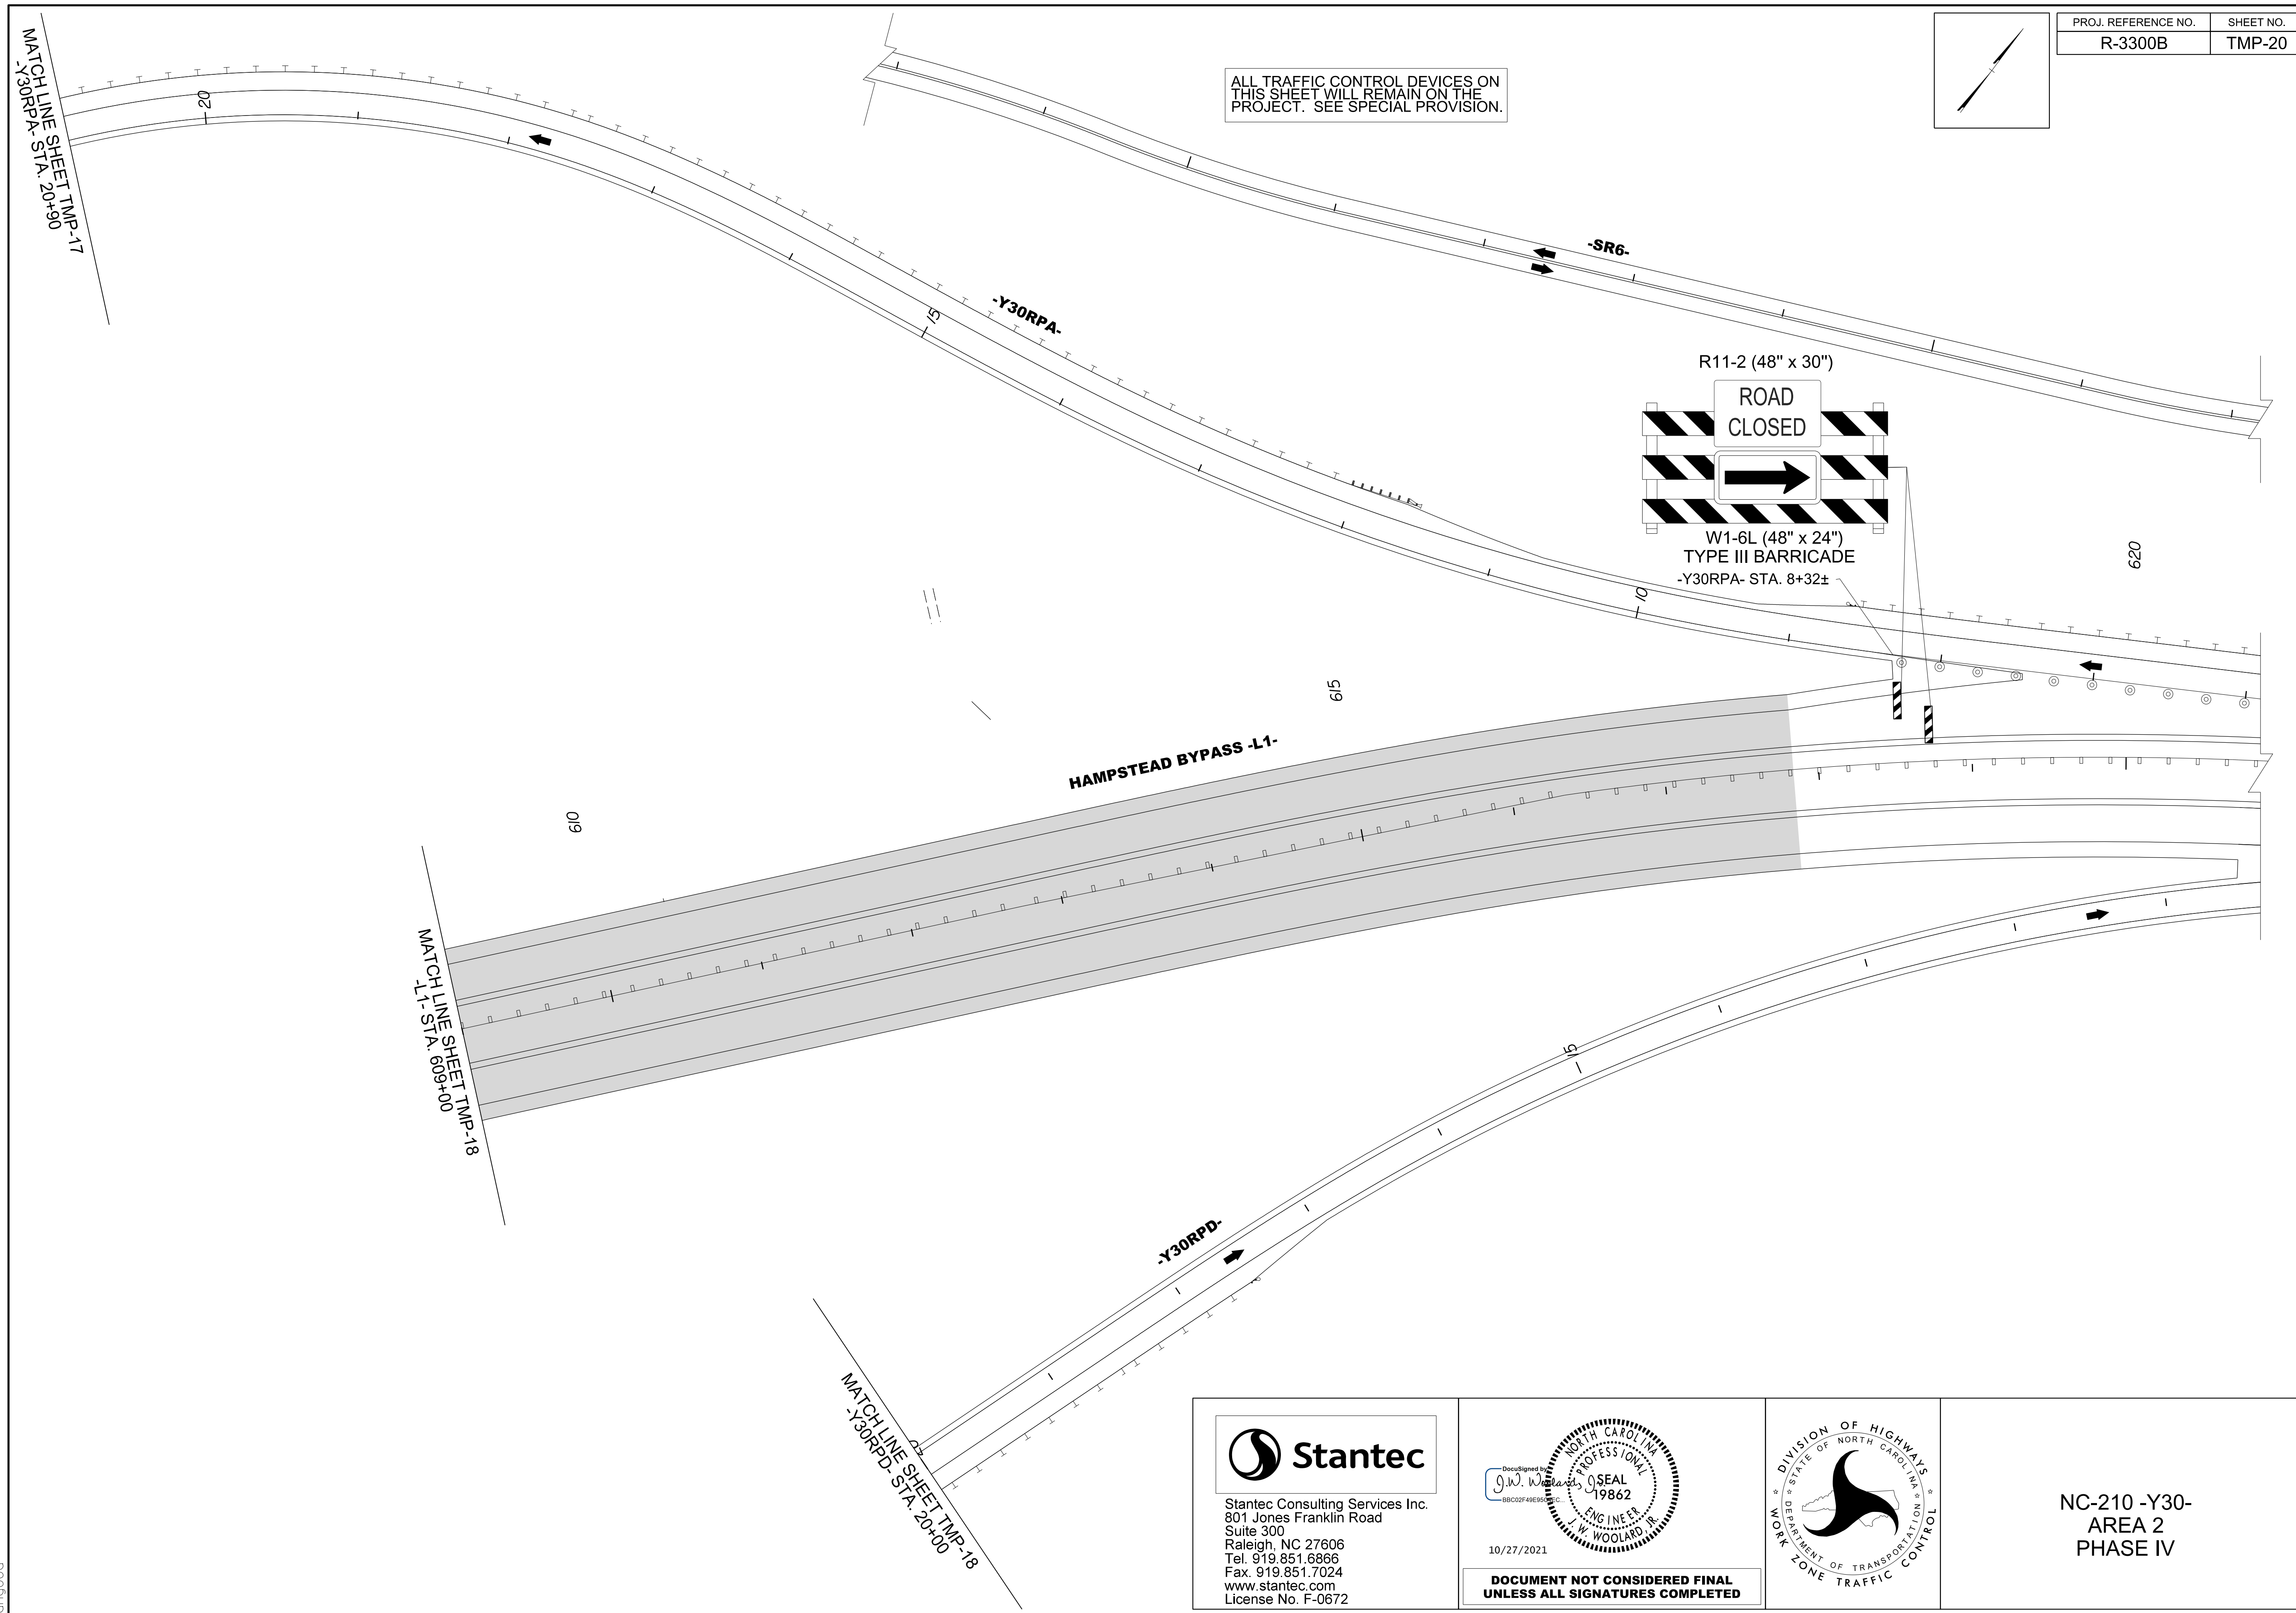 PROJ. REFERENCE NO.
SHEET NO.
R-3300B
TMP-20
ALL TRAFFIC CONTROL DEVICES ON
THIS SHEET WILL REMAIN ON THE
PROJECT. SEE SPECIAL PROVISION.
MATCH LINE SHEET TMP-17
-Y30RPA- STA. 20+90
20
-SR6-
-Y30RPA-
15
R11-2 (48" x 30")
ROAD
CLOSED
W1-6L (48" x 24")
TYPE III BARRICADE
-Y30RPA- STA. 8+32±
10
620
615
HAMPSTEAD BYPASS -L1-
610
MATCH LINE SHEET TMP-18
-L1- STA. 609+00
15
-Y30RPD-
MATCH LINE SHEET TMP-18
-Y30RPD- STA. 20+00
Stantec
Stantec Consulting Services Inc.
801 Jones Franklin Road
Suite 300
Raleigh, NC 27606
Tel. 919.851.6866
Fax. 919.851.7024
www.stantec.com
License No. F-0672
DocuSigned by
J.W. Woolard, Jr.
NORTH CAROLINA
PROFESSIONAL
SEAL
19862
ENGINEER
J. W. WOOLARD, JR.
10/27/2021
DOCUMENT NOT CONSIDERED FINAL
UNLESS ALL SIGNATURES COMPLETED
DIVISION OF HIGHWAYS
STATE OF NORTH CAROLINA
DEPARTMENT OF TRANSPORTATION
WORK ZONE TRAFFIC CONTROL
NC-210 -Y30-
AREA 2
PHASE IV